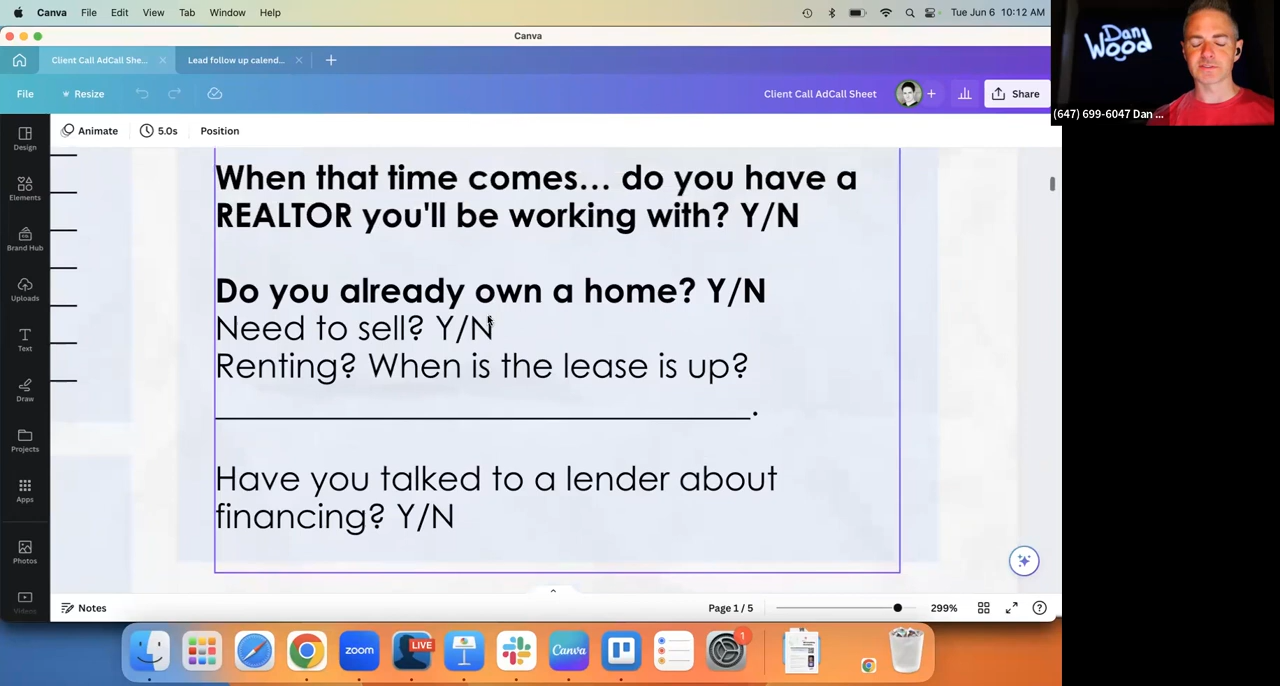 Canva File Edit View Tab Window Help Tue Jun 6 10:12 AM
Canva
Client Call AdCall She... Lead follow up calend...
File Resize Client Call AdCall Sheet Share
Animate 5.0s Position
Design
Elements
Brand Hub
Uploads
Text
Draw
Projects
Apps
Photos
Videos
When that time comes... do you have a
REALTOR you'll be working with? Y/N
Do you already own a home? Y/N
Need to sell? Y/N
Renting? When is the lease is up?
.
Have you talked to a lender about
financing? Y/N
Notes Page 1 / 5 299%
zoom LIVE Canva 1
Dan
Wood
(647) 699-6047 Dan ...